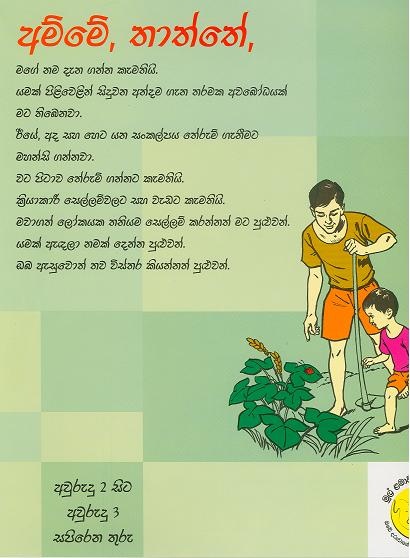 අම්මේ, තාත්තේ,
මගේ නම දැන ගන්න කැමතියි.
යමක් පිළිවෙළින් සිදුවන අන්දම ගැන තරමක අවබෝධයක්
මට තිබෙනවා.
ඊයේ, අද සහ හෙට යන සංකල්පය තේරුම් ගැනීමට
මහන්සි ගන්නවා.
වට පිටාව තේරුම් ගන්නට කැමතියි.
ක්‍රියාකාරී සෙල්ලම්වලට සහ වැඩට කැමතියි.
මවාගත් ලෝකයක තනියම සෙල්ලම් කරන්නත් මට පුළුවන්.
යමක් ඇඳලා නමක් දෙන්න පුළුවන්.
ඔබ ඇසුවොත් තව විස්තර කියන්නත් පුළුවන්.
අවුරුදු 2 සිට
අවුරුදු 3
සපිරෙන තුරු